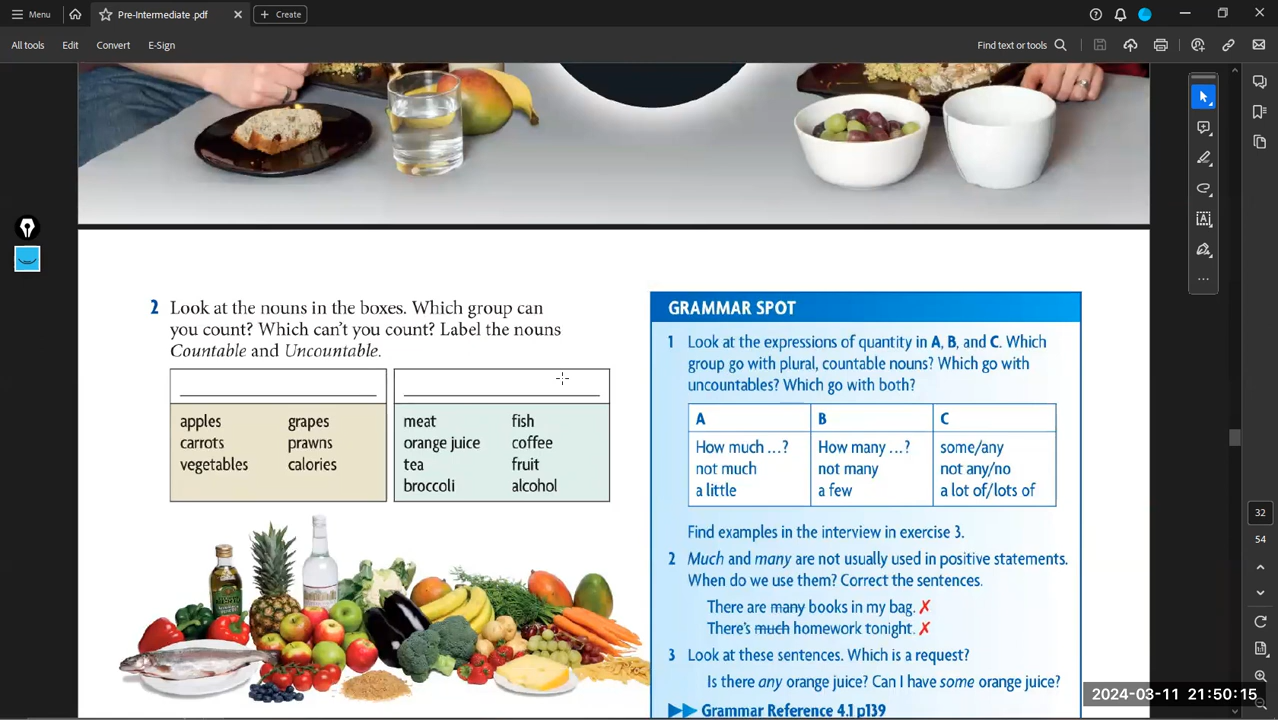 Menu
Pre-Intermediate .pdf
Create
All tools
Edit
Convert
E-Sign
Find text or tools
2 Look at the nouns in the boxes. Which group can
you count? Which can't you count? Label the nouns
Countable and Uncountable.
apples grapes
carrots prawns
vegetables calories
meat fish
orange juice coffee
tea fruit
broccoli alcohol
GRAMMAR SPOT
1 Look at the expressions of quantity in A, B, and C. Which
group go with plural, countable nouns? Which go with
uncountables? Which go with both?
A B C
How much …? How many …? some/any
not much not many not any/no
a little a few a lot of/lots of
Find examples in the interview in exercise 3.
2 Much and many are not usually used in positive statements.
When do we use them? Correct the sentences.
There are many books in my bag. ✗
There's much homework tonight. ✗
3 Look at these sentences. Which is a request?
Is there any orange juice? Can I have some orange juice?
▶▶ Grammar Reference 4.1 p139
32
54
2024-03-11 21:50:15